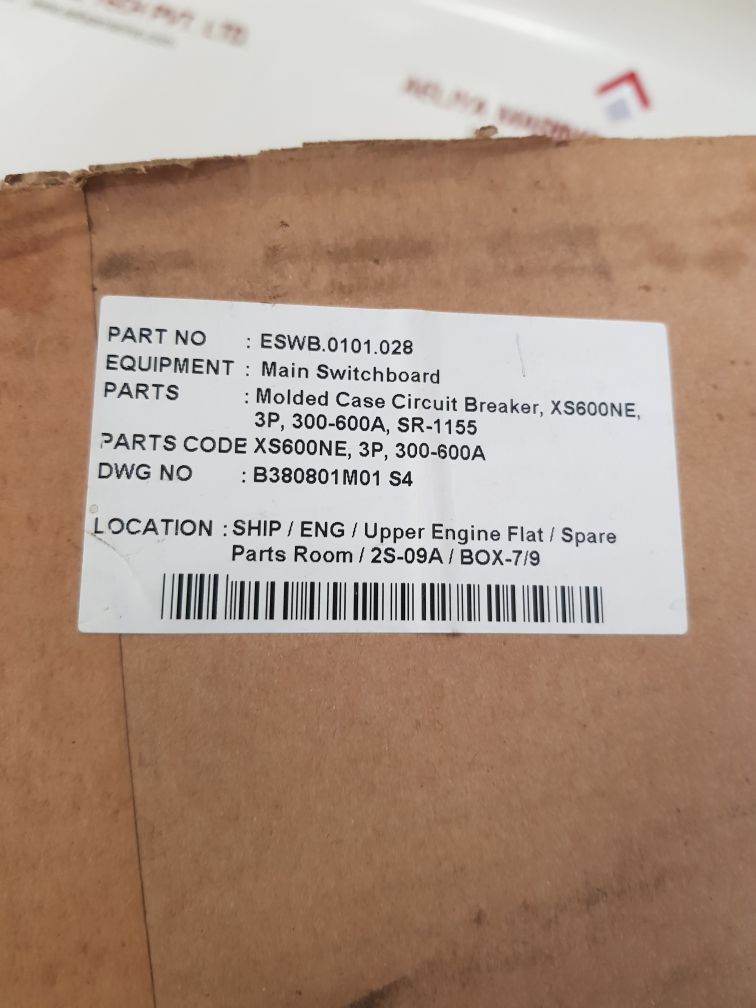 PVT LTD
PART NO : ESWB.0101.028
EQUIPMENT : Main Switchboard
PARTS : Molded Case Circuit Breaker, XS600NE,
3P, 300-600A, SR-1155
PARTS CODE XS600NE, 3P, 300-600A
DWG NO : B380801M01 S4
LOCATION : SHIP / ENG / Upper Engine Flat / Spare
Parts Room / 2S-09A / BOX-7/9